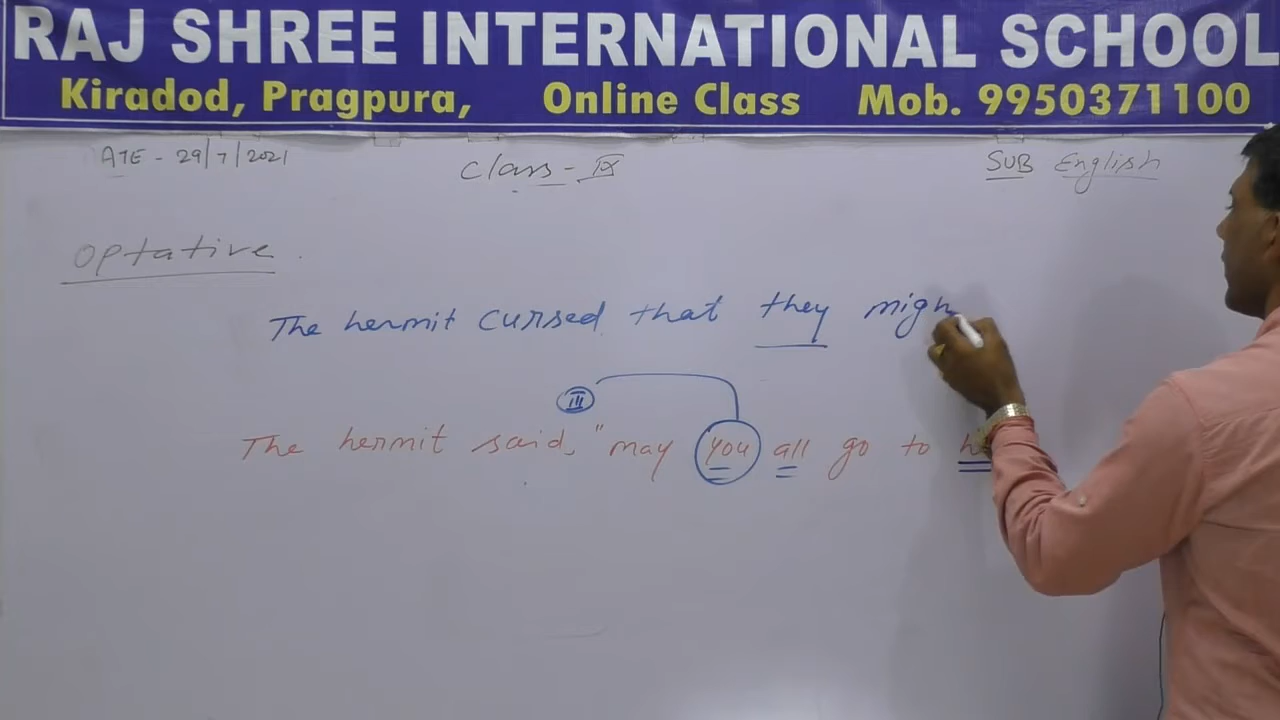 RAJ SHREE INTERNATIONAL SCHOOL
Kiradod, Pragpura, Online Class Mob. 9950371100
ATE - 29/7/2021 Class - IX SUB English
Optative
The hermit cursed that they migh
III
The hermit said, "may you all go to